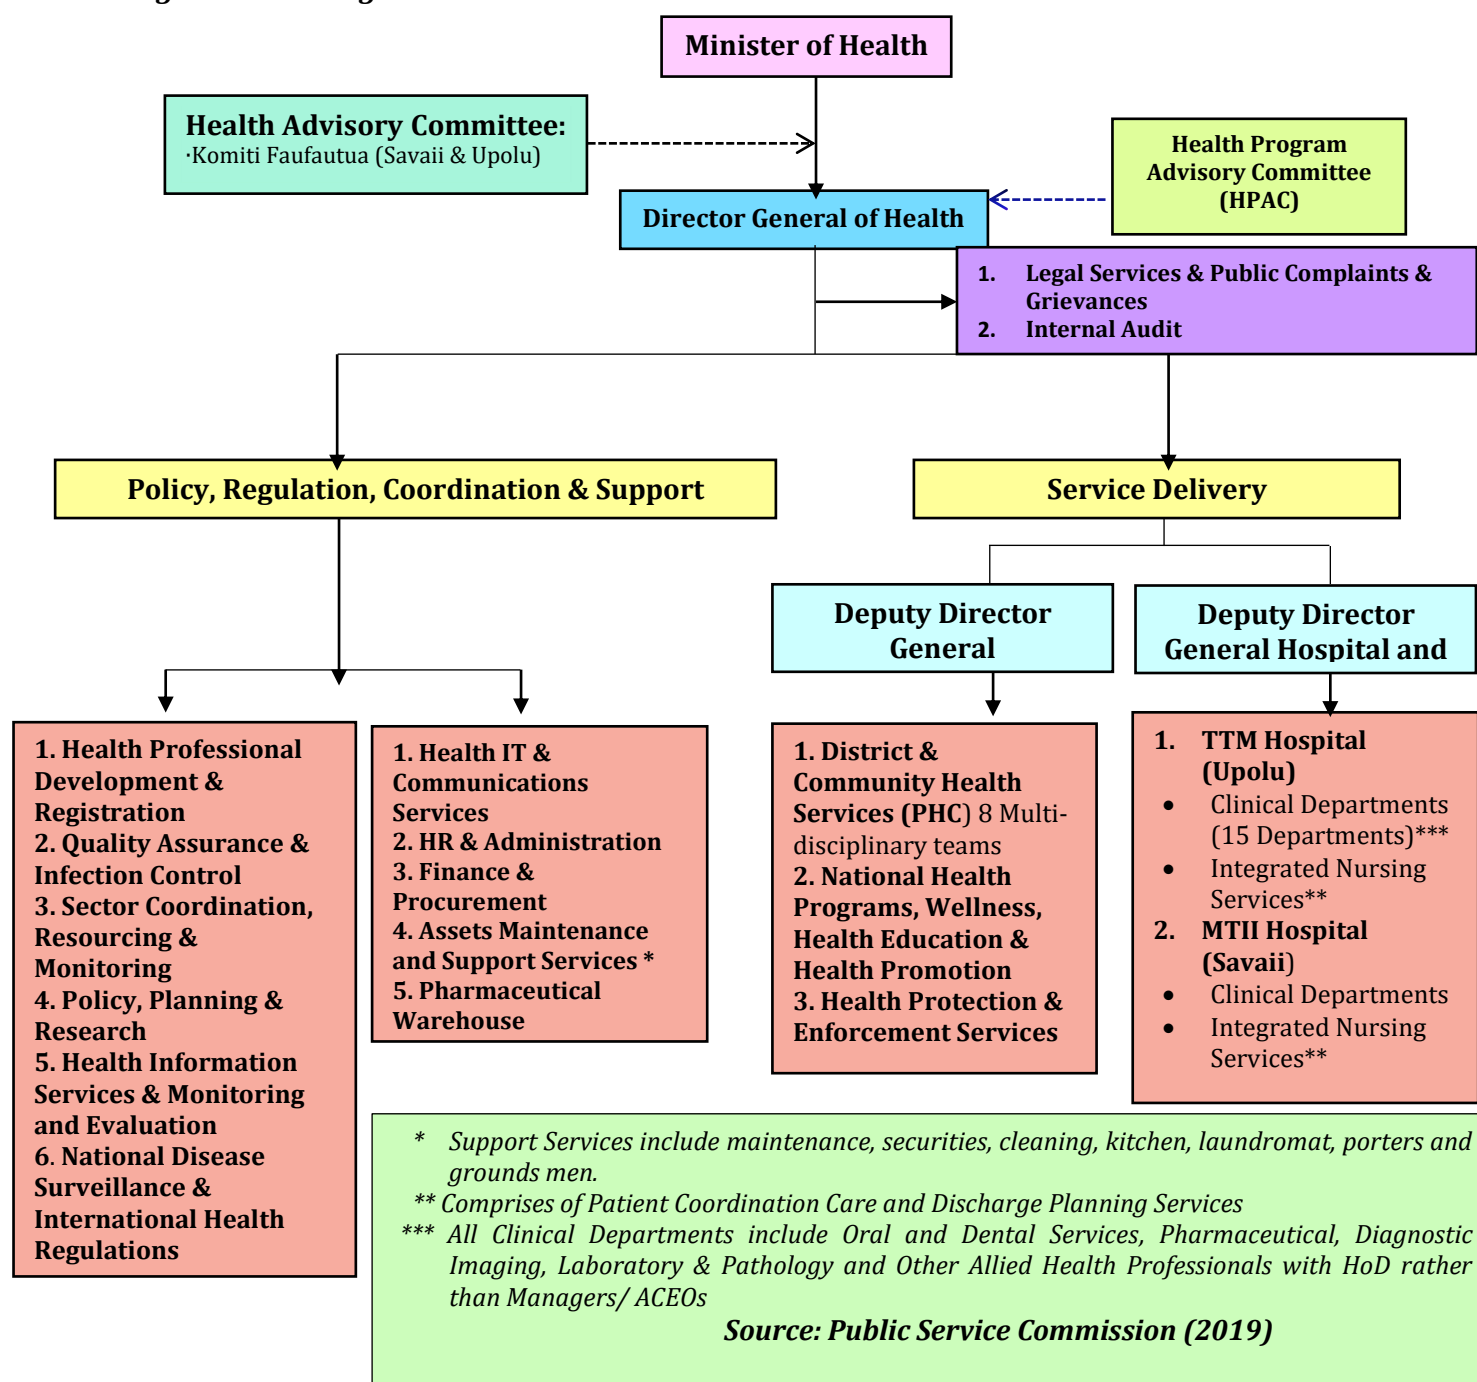 Minister of Health
Health Advisory Committee:
·Komiti Faufautua (Savaii & Upolu)
Health Program
Advisory Committee
(HPAC)
Director General of Health
1. Legal Services & Public Complaints &
Grievances
2. Internal Audit
Policy, Regulation, Coordination & Support
Service Delivery
Deputy Director
General
Deputy Director
General Hospital and
1. Health Professional
Development &
Registration
2. Quality Assurance &
Infection Control
3. Sector Coordination,
Resourcing &
Monitoring
4. Policy, Planning &
Research
5. Health Information
Services & Monitoring
and Evaluation
6. National Disease
Surveillance &
International Health
Regulations
1. Health IT &
Communications
Services
2. HR & Administration
3. Finance &
Procurement
4. Assets Maintenance
and Support Services *
5. Pharmaceutical
Warehouse
1. District &
Community Health
Services (PHC) 8 Multi-
disciplinary teams
2. National Health
Programs, Wellness,
Health Education &
Health Promotion
3. Health Protection &
Enforcement Services
1. TTM Hospital
(Upolu)
• Clinical Departments
(15 Departments)***
• Integrated Nursing
Services**
2. MTII Hospital
(Savaii)
• Clinical Departments
• Integrated Nursing
Services**
* Support Services include maintenance, securities, cleaning, kitchen, laundromat, porters and
grounds men.
** Comprises of Patient Coordination Care and Discharge Planning Services
*** All Clinical Departments include Oral and Dental Services, Pharmaceutical, Diagnostic
Imaging, Laboratory & Pathology and Other Allied Health Professionals with HoD rather
than Managers/ ACEOs
Source: Public Service Commission (2019)